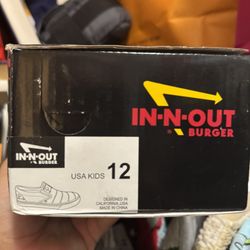 IN-N-OUT
BURGER
IN-N-OUT
BURGER
USA KIDS 12
DESIGNED IN
CALIFORNIA, USA
MADE IN CHINA